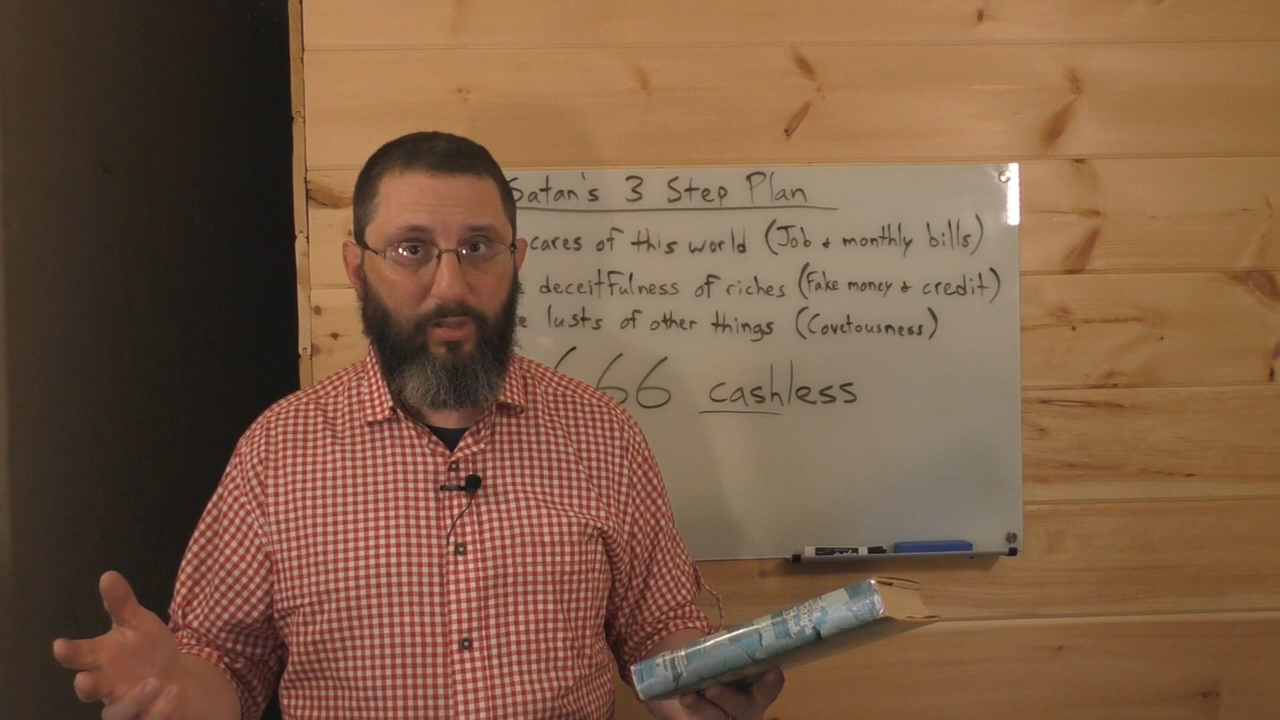 Satan's 3 Step Plan
cares of this world (Job & monthly bills)
deceitfulness of riches (Fake money & credit)
lusts of other things (Covetousness)
66 cashless